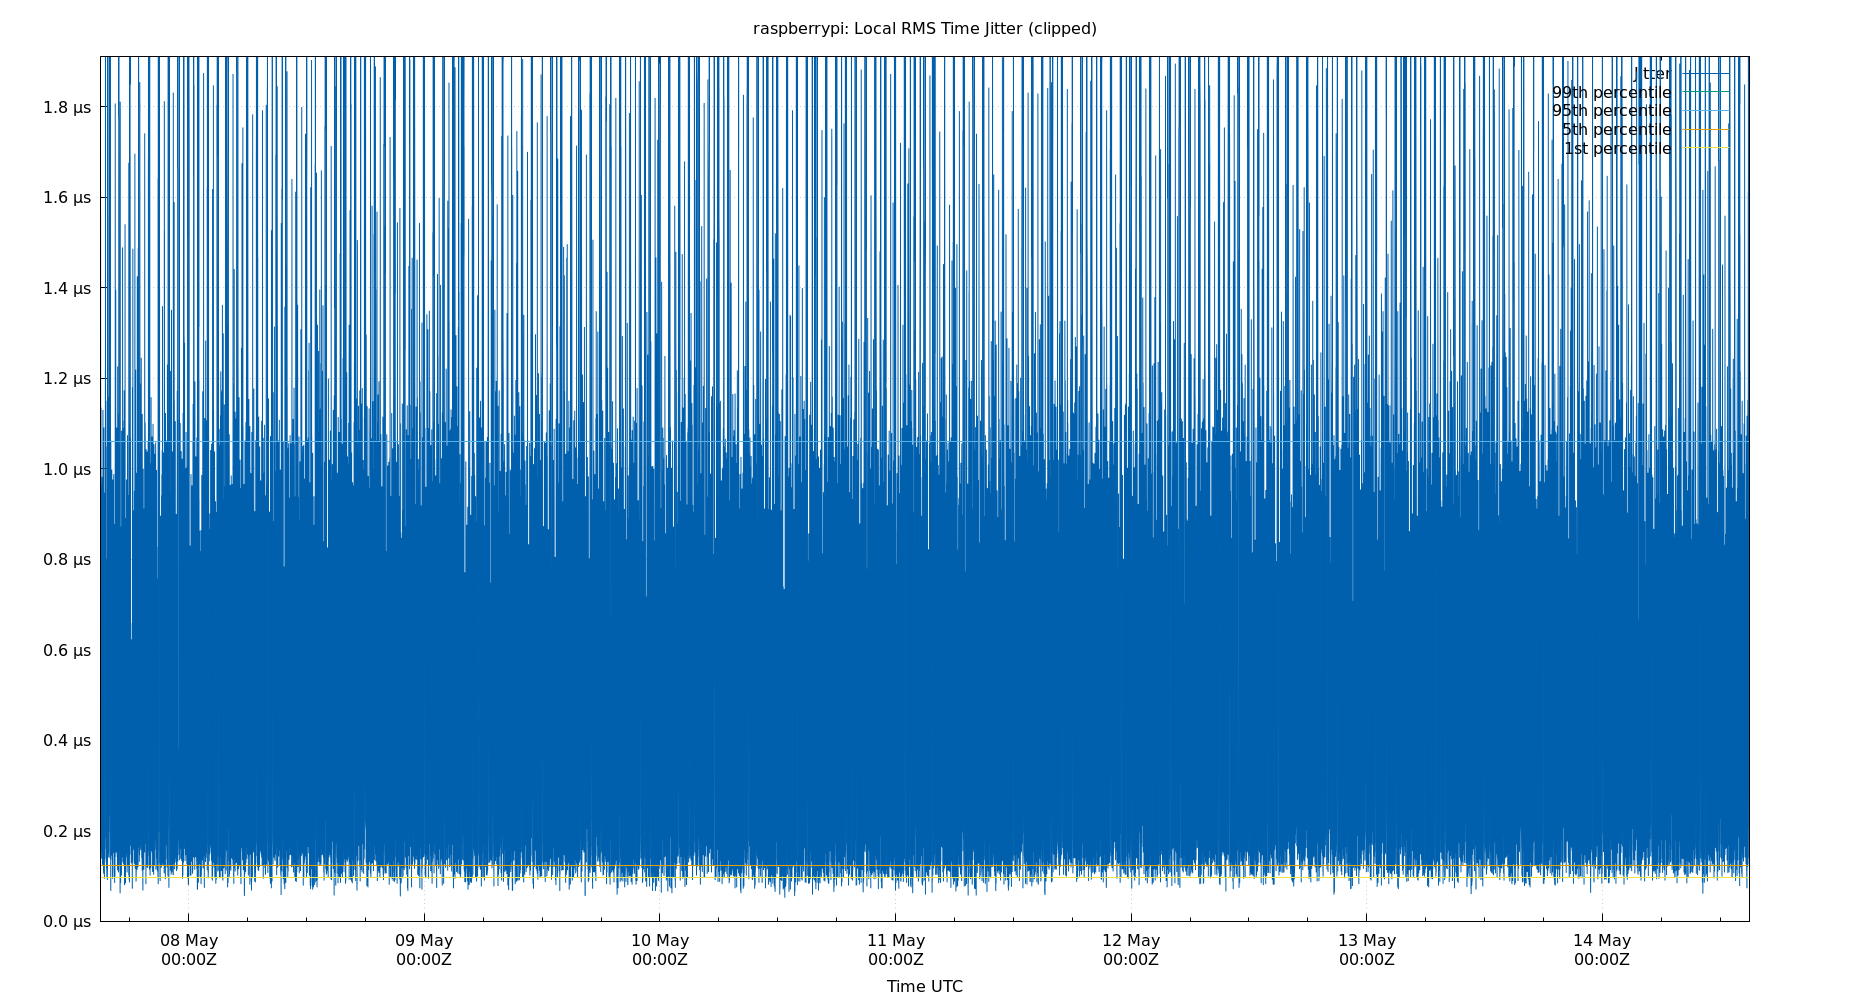 raspberrypi: Local RMS Time Jitter (clipped)
Jitter
99th percentile
95th percentile
5th percentile
1st percentile
1.8 µs
1.6 µs
1.4 µs
1.2 µs
1.0 µs
0.8 µs
0.6 µs
0.4 µs
0.2 µs
0.0 µs
08 May 09 May 10 May 11 May 12 May 13 May 14 May
00:00Z 00:00Z 00:00Z 00:00Z 00:00Z 00:00Z 00:00Z
Time UTC